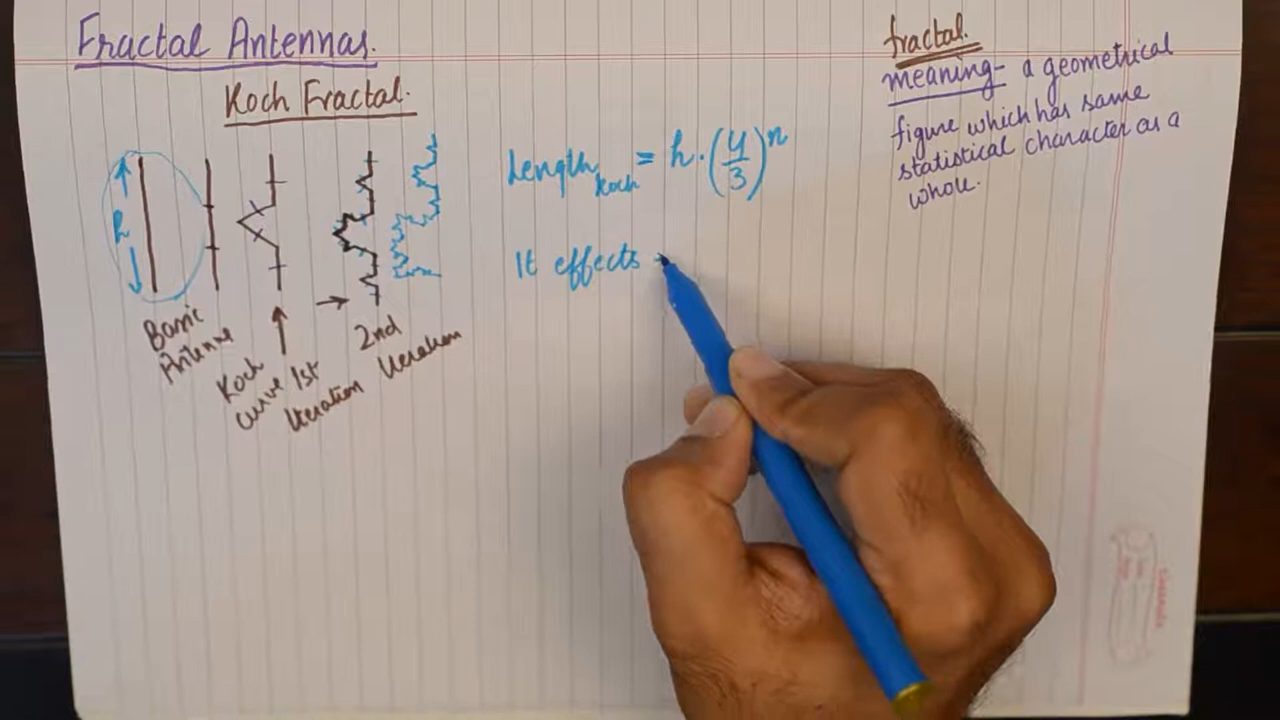 Fractal Antennas.
Koch Fractal.
h
Basic
Antenne
Koch
curve 1st
Iteration
2nd
Iteration
Length koch = h · (4/3)^n
It effects
fractal.
meaning- a geometrical
figure which has same
statistical character as a
whole.